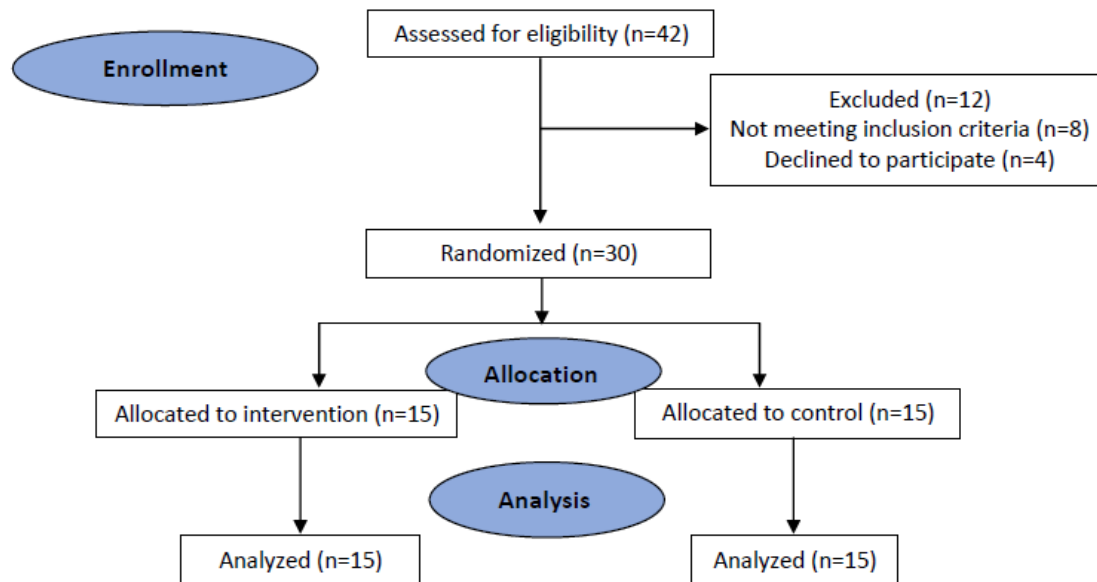 Assessed for eligibility (n=42)
Enrollment
Excluded (n=12)
Not meeting inclusion criteria (n=8)
Declined to participate (n=4)
Randomized (n=30)
Allocation
Allocated to intervention (n=15)
Allocated to control (n=15)
Analysis
Analyzed (n=15)
Analyzed (n=15)